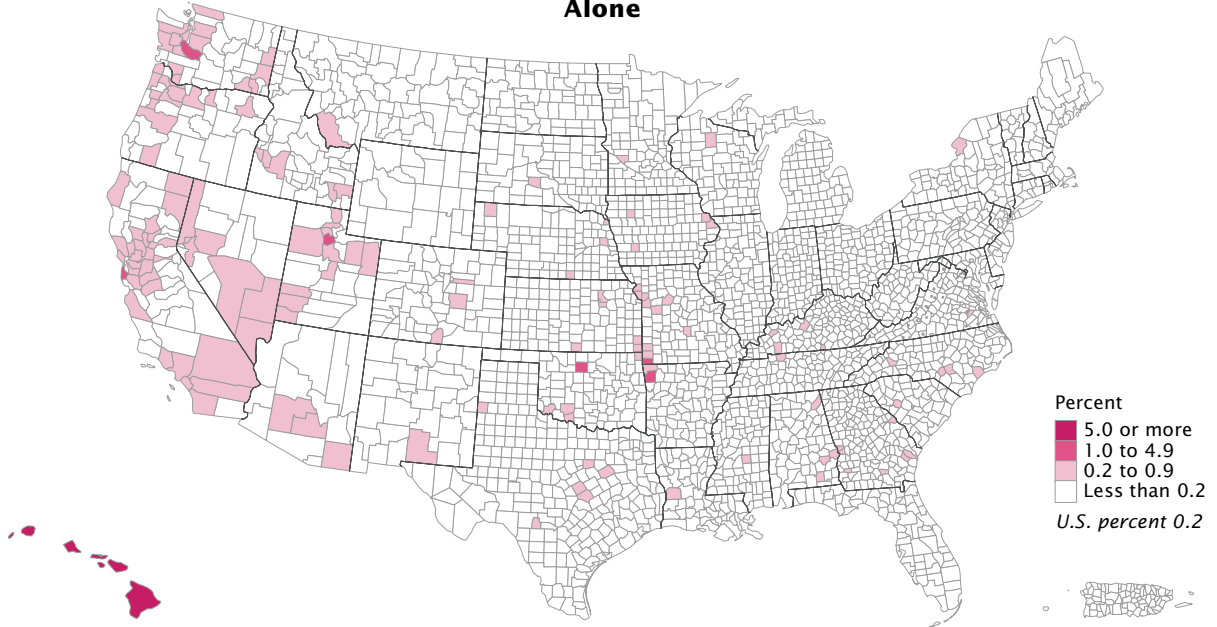 Alone
Percent
5.0 or more
1.0 to 4.9
0.2 to 0.9
Less than 0.2
U.S. percent 0.2